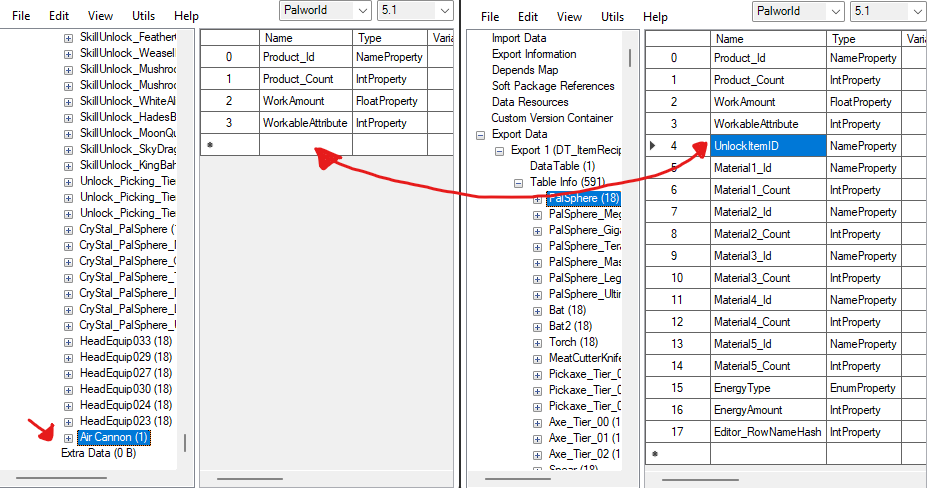 File Edit View Utils Help
Palworld 5.1
SkillUnlock_Feather
SkillUnlock_Weasel
SkillUnlock_Mushroo
SkillUnlock_Mushroo
SkillUnlock_WhiteAl
SkillUnlock_HadesB
SkillUnlock_MoonQu
SkillUnlock_SkyDrag
SkillUnlock_KingBah
Unlock_Picking_Tie
Unlock_Picking_Tie
Unlock_Picking_Tie
CryStal_PalSphere (
CryStal_PalSphere_
CryStal_PalSphere_
CryStal_PalSphere_
CryStal_PalSphere_
CryStal_PalSphere_
CryStal_PalSphere_
HeadEquip033 (18)
HeadEquip029 (18)
HeadEquip027 (18)
HeadEquip030 (18)
HeadEquip024 (18)
HeadEquip023 (18)
Air Cannon (1)
Extra Data (0 B)
Name Type Varia
0 Product_Id NameProperty
1 Product_Count IntProperty
2 WorkAmount FloatProperty
3 WorkableAttribute IntProperty
*
File Edit View Utils Help
Palworld 5.1
Import Data
Export Information
Depends Map
Soft Package References
Data Resources
Custom Version Container
Export Data
Export 1 (DT_ItemRecip
DataTable (1)
Table Info (591)
PalSphere (18)
PalSphere_Meg
PalSphere_Giga
PalSphere_Tera
PalSphere_Mas
PalSphere_Leg
PalSphere_Ultin
Bat (18)
Bat2 (18)
Torch (18)
MeatCutterKnife
Pickaxe_Tier_0
Pickaxe_Tier_0
Pickaxe_Tier_0
Axe_Tier_00 (1
Axe_Tier_01 (1
Axe_Tier_02 (1
Spear (18)
Name Type Vari
0 Product_Id NameProperty
1 Product_Count IntProperty
2 WorkAmount FloatProperty
3 WorkableAttribute IntProperty
4 UnlockItemID NameProperty
5 Material1_Id NameProperty
6 Material1_Count IntProperty
7 Material2_Id NameProperty
8 Material2_Count IntProperty
9 Material3_Id NameProperty
10 Material3_Count IntProperty
11 Material4_Id NameProperty
12 Material4_Count IntProperty
13 Material5_Id NameProperty
14 Material5_Count IntProperty
15 EnergyType EnumProperty
16 EnergyAmount IntProperty
17 Editor_RowNameHash IntProperty
*